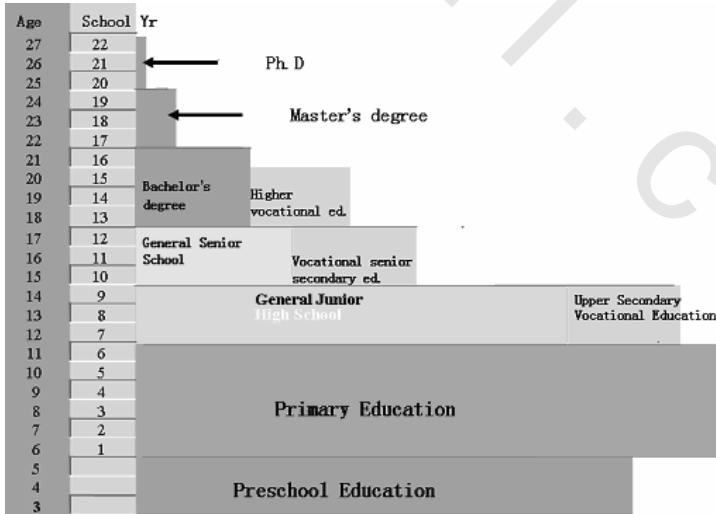 Age School Yr
27 22
26 21 Ph. D
25 20
24 19
23 18 Master's degree
22 17
21 16
20 15
19 14
18 13
Bachelor's
degree
Higher
vocational ed.
17 12
16 11
15 10
General Senior
School
Vocational senior
secondary ed.
14 9
13 8
12 7
General Junior
High School
Upper Secondary
Vocational Education
11 6
10 5
9 4
8 3
7 2
6 1
Primary Education
5
4
3
Preschool Education